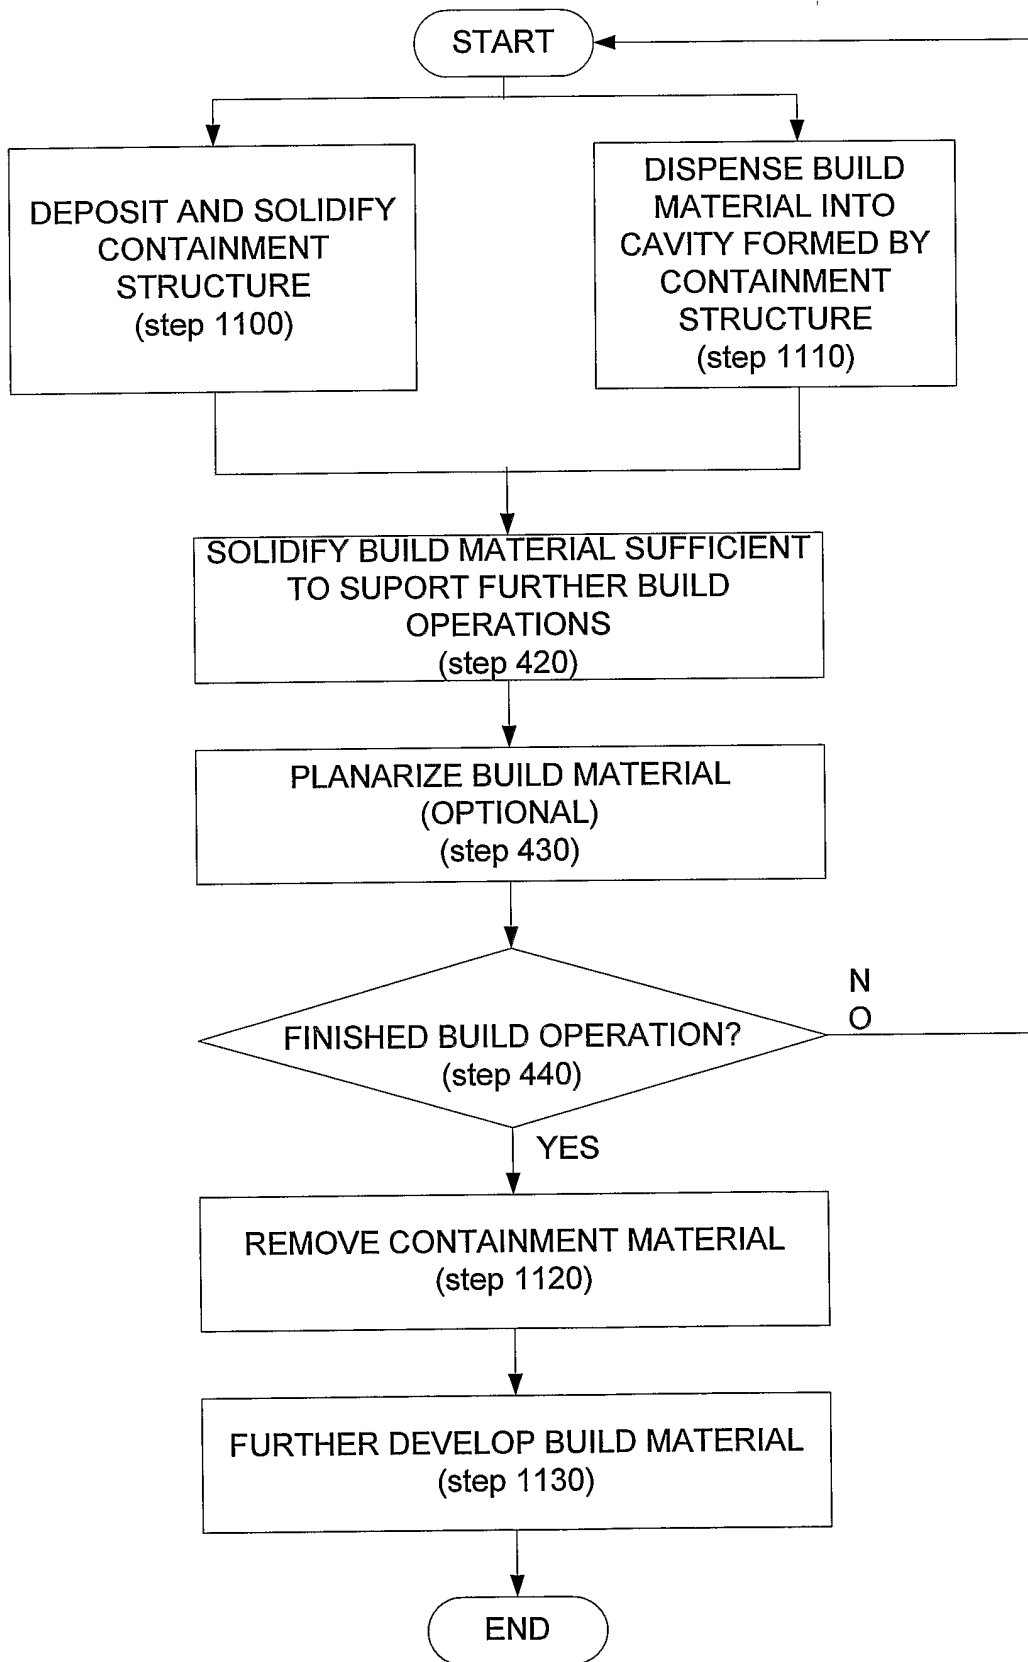 START
DEPOSIT AND SOLIDIFY
CONTAINMENT
STRUCTURE
(step 1100)
DISPENSE BUILD
MATERIAL INTO
CAVITY FORMED BY
CONTAINMENT
STRUCTURE
(step 1110)
SOLIDIFY BUILD MATERIAL SUFFICIENT
TO SUPORT FURTHER BUILD
OPERATIONS
(step 420)
PLANARIZE BUILD MATERIAL
(OPTIONAL)
(step 430)
FINISHED BUILD OPERATION?
(step 440)
N
O
YES
REMOVE CONTAINMENT MATERIAL
(step 1120)
FURTHER DEVELOP BUILD MATERIAL
(step 1130)
END